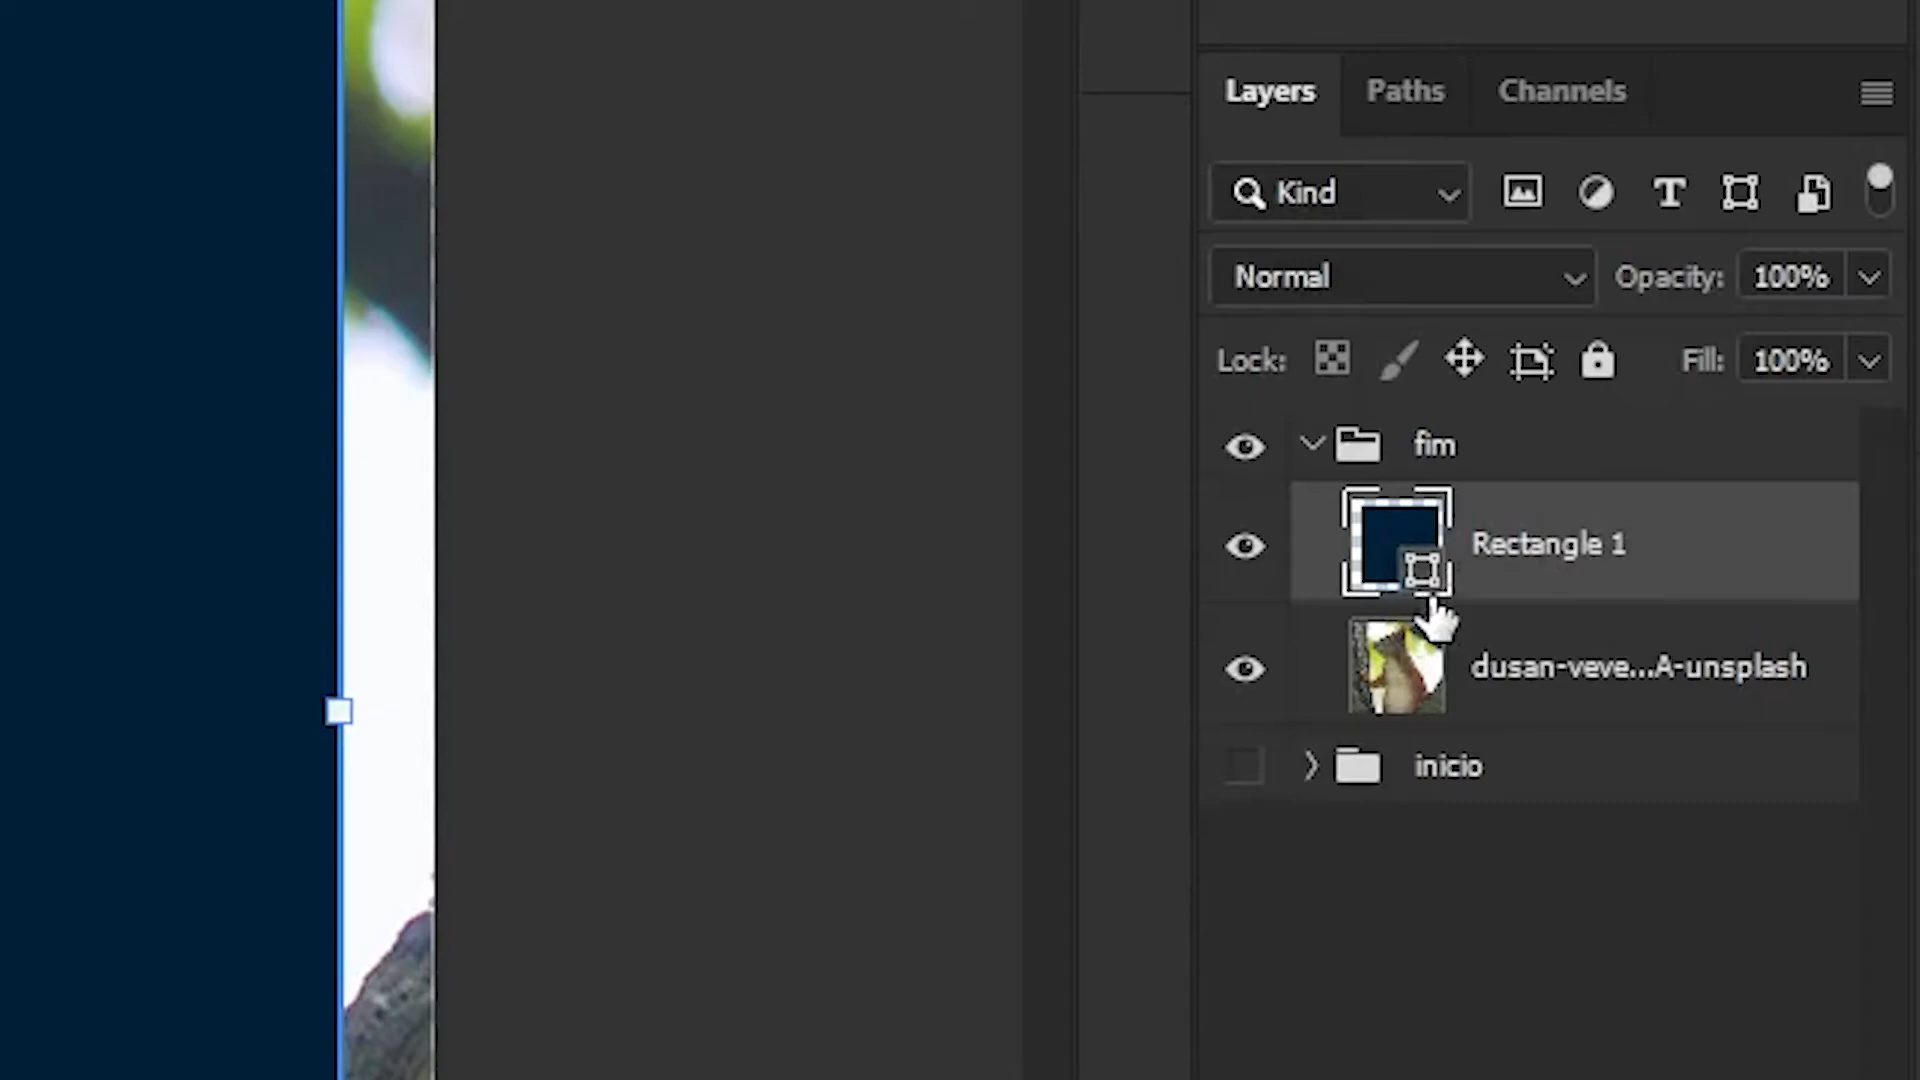 Layers Paths Channels
Kind
Normal Opacity: 100%
Lock: Fill: 100%
fim
Rectangle 1
dusan-veve...A-unsplash
inicio